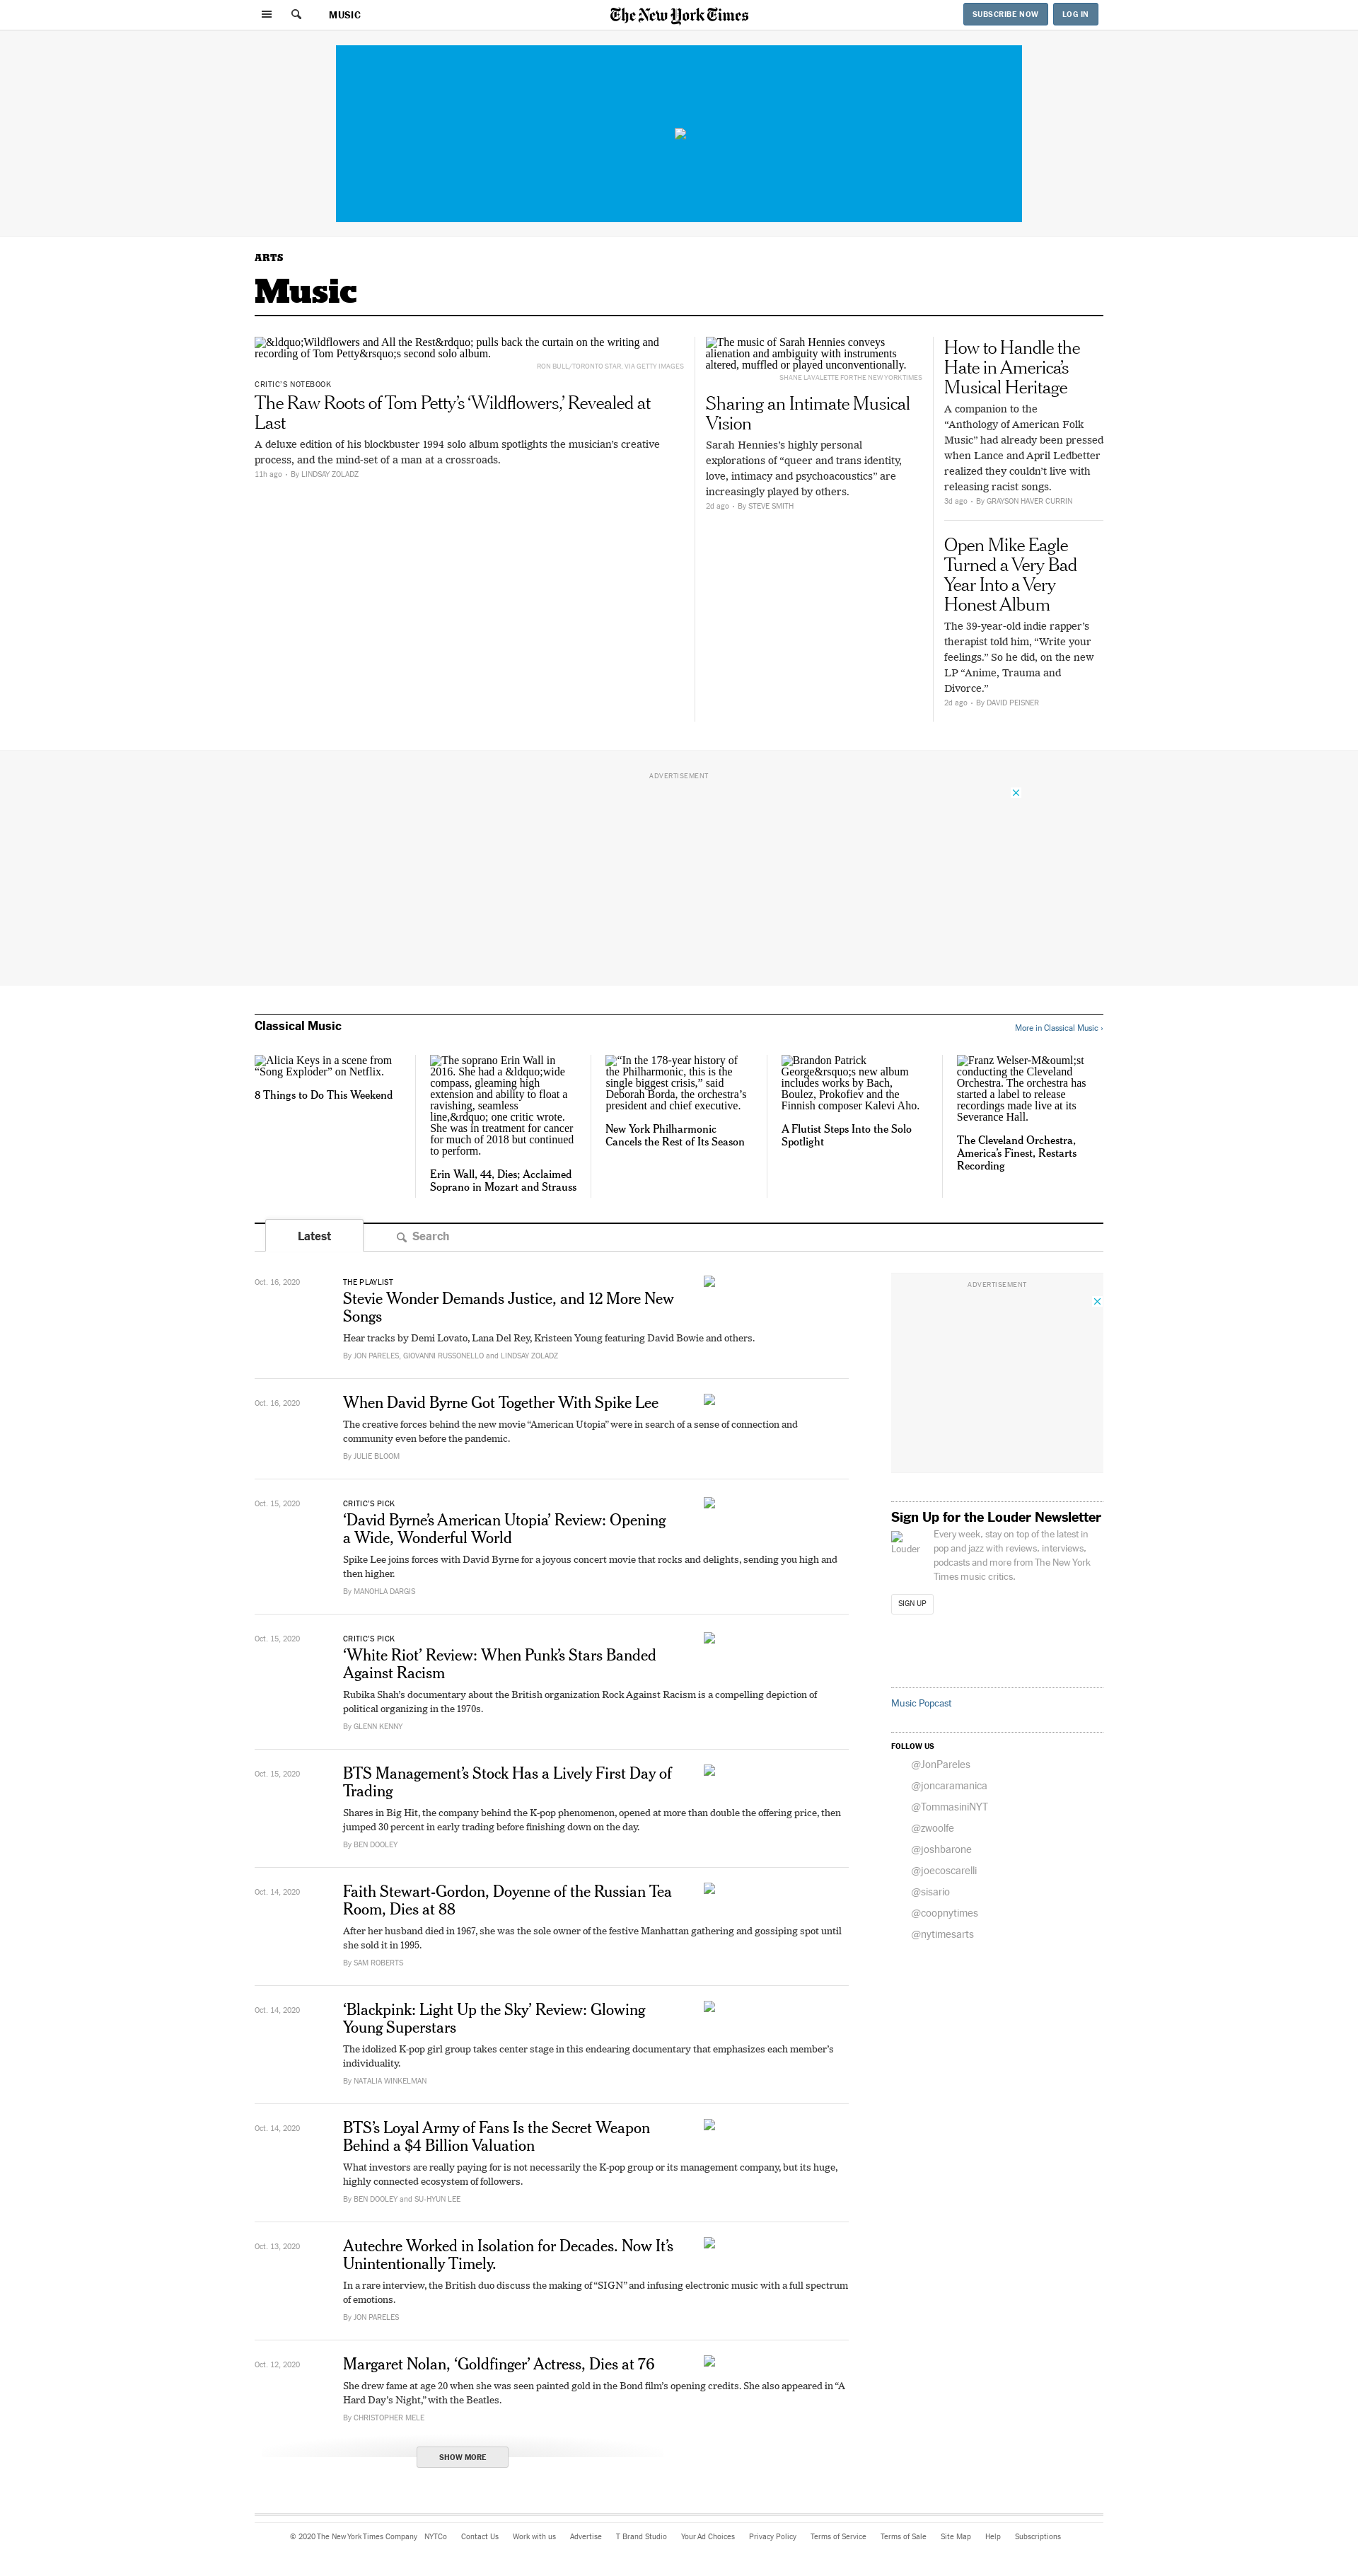 MUSIC
The New York Times
SUBSCRIBE NOW
LOG IN
ARTS
Music
&ldquo;Wildflowers and All the Rest&rdquo; pulls back the curtain on the writing and
recording of Tom Petty&rsquo;s second solo album.
RON BULL/TORONTO STAR, VIA GETTY IMAGES
CRITIC'S NOTEBOOK
The Raw Roots of Tom Petty's 'Wildflowers,' Revealed at
Last
A deluxe edition of his blockbuster 1994 solo album spotlights the musician's creative
process, and the mind-set of a man at a crossroads.
11h ago · By LINDSAY ZOLADZ
The music of Sarah Hennies conveys
alienation and ambiguity with instruments
altered, muffled or played unconventionally.
SHANE LAVALETTE FOR THE NEW YORK TIMES
Sharing an Intimate Musical
Vision
Sarah Hennies's highly personal
explorations of “queer and trans identity,
love, intimacy and psychoacoustics” are
increasingly played by others.
2d ago · By STEVE SMITH
How to Handle the
Hate in America's
Musical Heritage
A companion to the
“Anthology of American Folk
Music” had already been pressed
when Lance and April Ledbetter
realized they couldn't live with
releasing racist songs.
3d ago · By GRAYSON HAVER CURRIN
Open Mike Eagle
Turned a Very Bad
Year Into a Very
Honest Album
The 39-year-old indie rapper's
therapist told him, “Write your
feelings.” So he did, on the new
LP “Anime, Trauma and
Divorce.”
2d ago · By DAVID PEISNER
ADVERTISEMENT
Classical Music
More in Classical Music ›
Alicia Keys in a scene from
“Song Exploder” on Netflix.
8 Things to Do This Weekend
The soprano Erin Wall in
2016. She had a &ldquo;wide
compass, gleaming high
extension and ability to float a
ravishing, seamless
line,&rdquo; one critic wrote.
She was in treatment for cancer
for much of 2018 but continued
to perform.
Erin Wall, 44, Dies; Acclaimed
Soprano in Mozart and Strauss
“In the 178-year history of
the Philharmonic, this is the
single biggest crisis,” said
Deborah Borda, the orchestra's
president and chief executive.
New York Philharmonic
Cancels the Rest of Its Season
Brandon Patrick
George&rsquo;s new album
includes works by Bach,
Boulez, Prokofiev and the
Finnish composer Kalevi Aho.
A Flutist Steps Into the Solo
Spotlight
Franz Welser-M&ouml;st
conducting the Cleveland
Orchestra. The orchestra has
started a label to release
recordings made live at its
Severance Hall.
The Cleveland Orchestra,
America's Finest, Restarts
Recording
Latest
Search
Oct. 16, 2020
THE PLAYLIST
Stevie Wonder Demands Justice, and 12 More New
Songs
Hear tracks by Demi Lovato, Lana Del Rey, Kristeen Young featuring David Bowie and others.
By JON PARELES, GIOVANNI RUSSONELLO and LINDSAY ZOLADZ
Oct. 16, 2020
When David Byrne Got Together With Spike Lee
The creative forces behind the new movie “American Utopia” were in search of a sense of connection and
community even before the pandemic.
By JULIE BLOOM
Oct. 15, 2020
CRITIC'S PICK
'David Byrne's American Utopia' Review: Opening
a Wide, Wonderful World
Spike Lee joins forces with David Byrne for a joyous concert movie that rocks and delights, sending you high and
then higher.
By MANOHLA DARGIS
Oct. 15, 2020
CRITIC'S PICK
'White Riot' Review: When Punk's Stars Banded
Against Racism
Rubika Shah's documentary about the British organization Rock Against Racism is a compelling depiction of
political organizing in the 1970s.
By GLENN KENNY
Oct. 15, 2020
BTS Management's Stock Has a Lively First Day of
Trading
Shares in Big Hit, the company behind the K-pop phenomenon, opened at more than double the offering price, then
jumped 30 percent in early trading before finishing down on the day.
By BEN DOOLEY
Oct. 14, 2020
Faith Stewart-Gordon, Doyenne of the Russian Tea
Room, Dies at 88
After her husband died in 1967, she was the sole owner of the festive Manhattan gathering and gossiping spot until
she sold it in 1995.
By SAM ROBERTS
Oct. 14, 2020
'Blackpink: Light Up the Sky' Review: Glowing
Young Superstars
The idolized K-pop girl group takes center stage in this endearing documentary that emphasizes each member's
individuality.
By NATALIA WINKELMAN
Oct. 14, 2020
BTS's Loyal Army of Fans Is the Secret Weapon
Behind a $4 Billion Valuation
What investors are really paying for is not necessarily the K-pop group or its management company, but its huge,
highly connected ecosystem of followers.
By BEN DOOLEY and SU-HYUN LEE
Oct. 13, 2020
Autechre Worked in Isolation for Decades. Now It's
Unintentionally Timely.
In a rare interview, the British duo discuss the making of “SIGN” and infusing electronic music with a full spectrum
of emotions.
By JON PARELES
Oct. 12, 2020
Margaret Nolan, 'Goldfinger' Actress, Dies at 76
She drew fame at age 20 when she was seen painted gold in the Bond film's opening credits. She also appeared in “A
Hard Day's Night,” with the Beatles.
By CHRISTOPHER MELE
SHOW MORE
ADVERTISEMENT
Sign Up for the Louder Newsletter
Louder
Every week, stay on top of the latest in
pop and jazz with reviews, interviews,
podcasts and more from The New York
Times music critics.
SIGN UP
Music Popcast
FOLLOW US
@JonPareles
@joncaramanica
@TommasiniNYT
@zwoolfe
@joshbarone
@joecoscarelli
@sisario
@coopnytimes
@nytimesarts
© 2020 The New York Times Company NYTCo Contact Us Work with us Advertise T Brand Studio Your Ad Choices Privacy Policy Terms of Service Terms of Sale Site Map Help Subscriptions